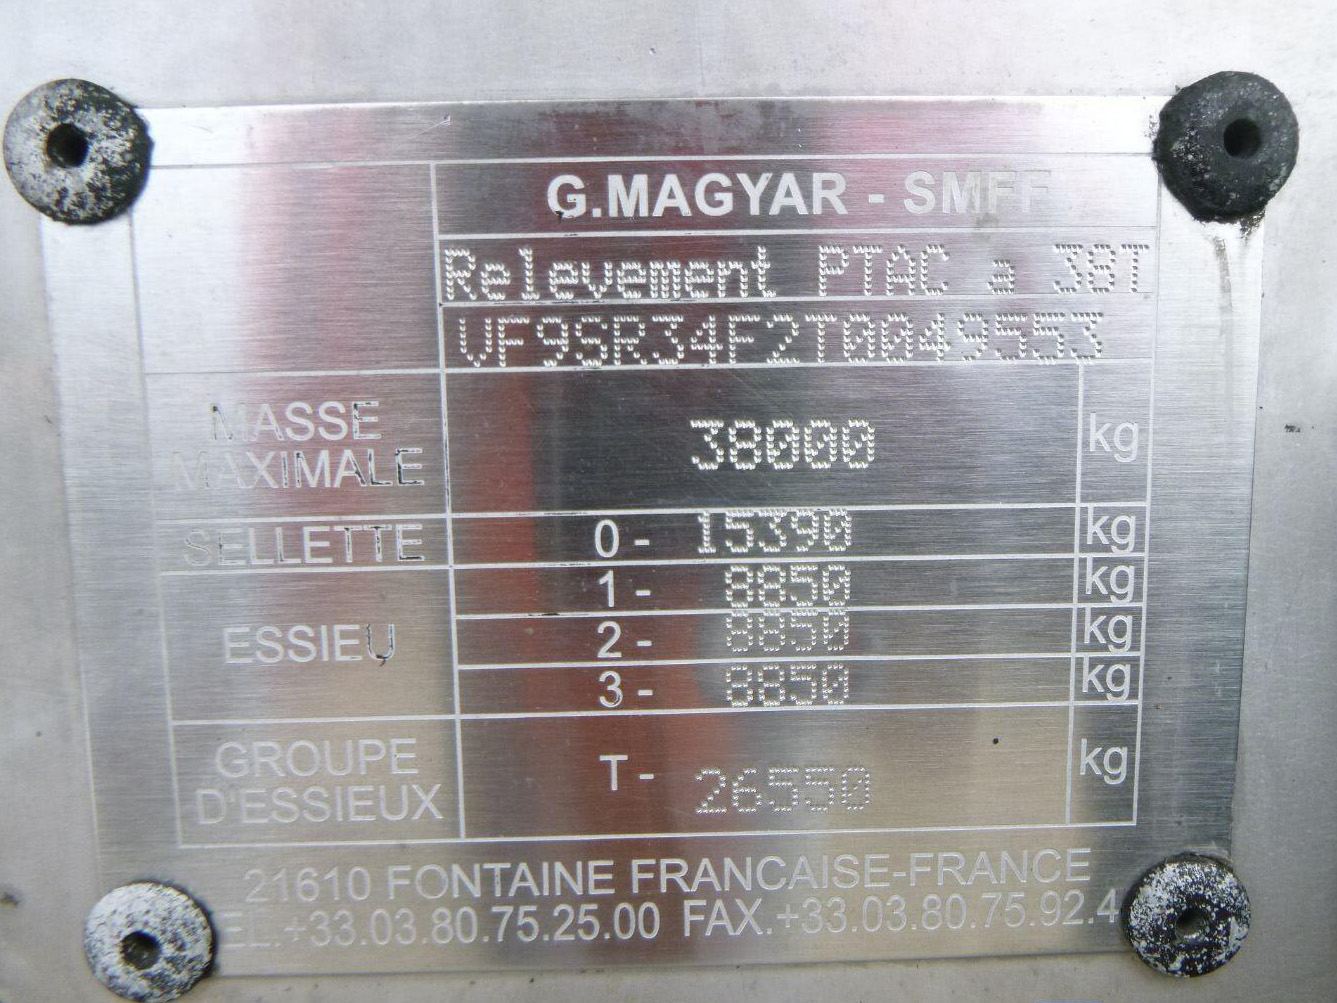 G.MAGYAR - SMFF
Relevement PTAC a 38T
VF9SR34F2T0049553
MASSE
MAXIMALE
38000 kg
SELLETTE 0- 15390 kg
1- 8850 kg
ESSIEU 2- 8850 kg
3- 8850 kg
GROUPE
D'ESSIEUX
T- 26550 kg
21610 FONTAINE FRANCAISE-FRANCE
EL.+33.03.80.75.25.00 FAX.+33.03.80.75.92.4